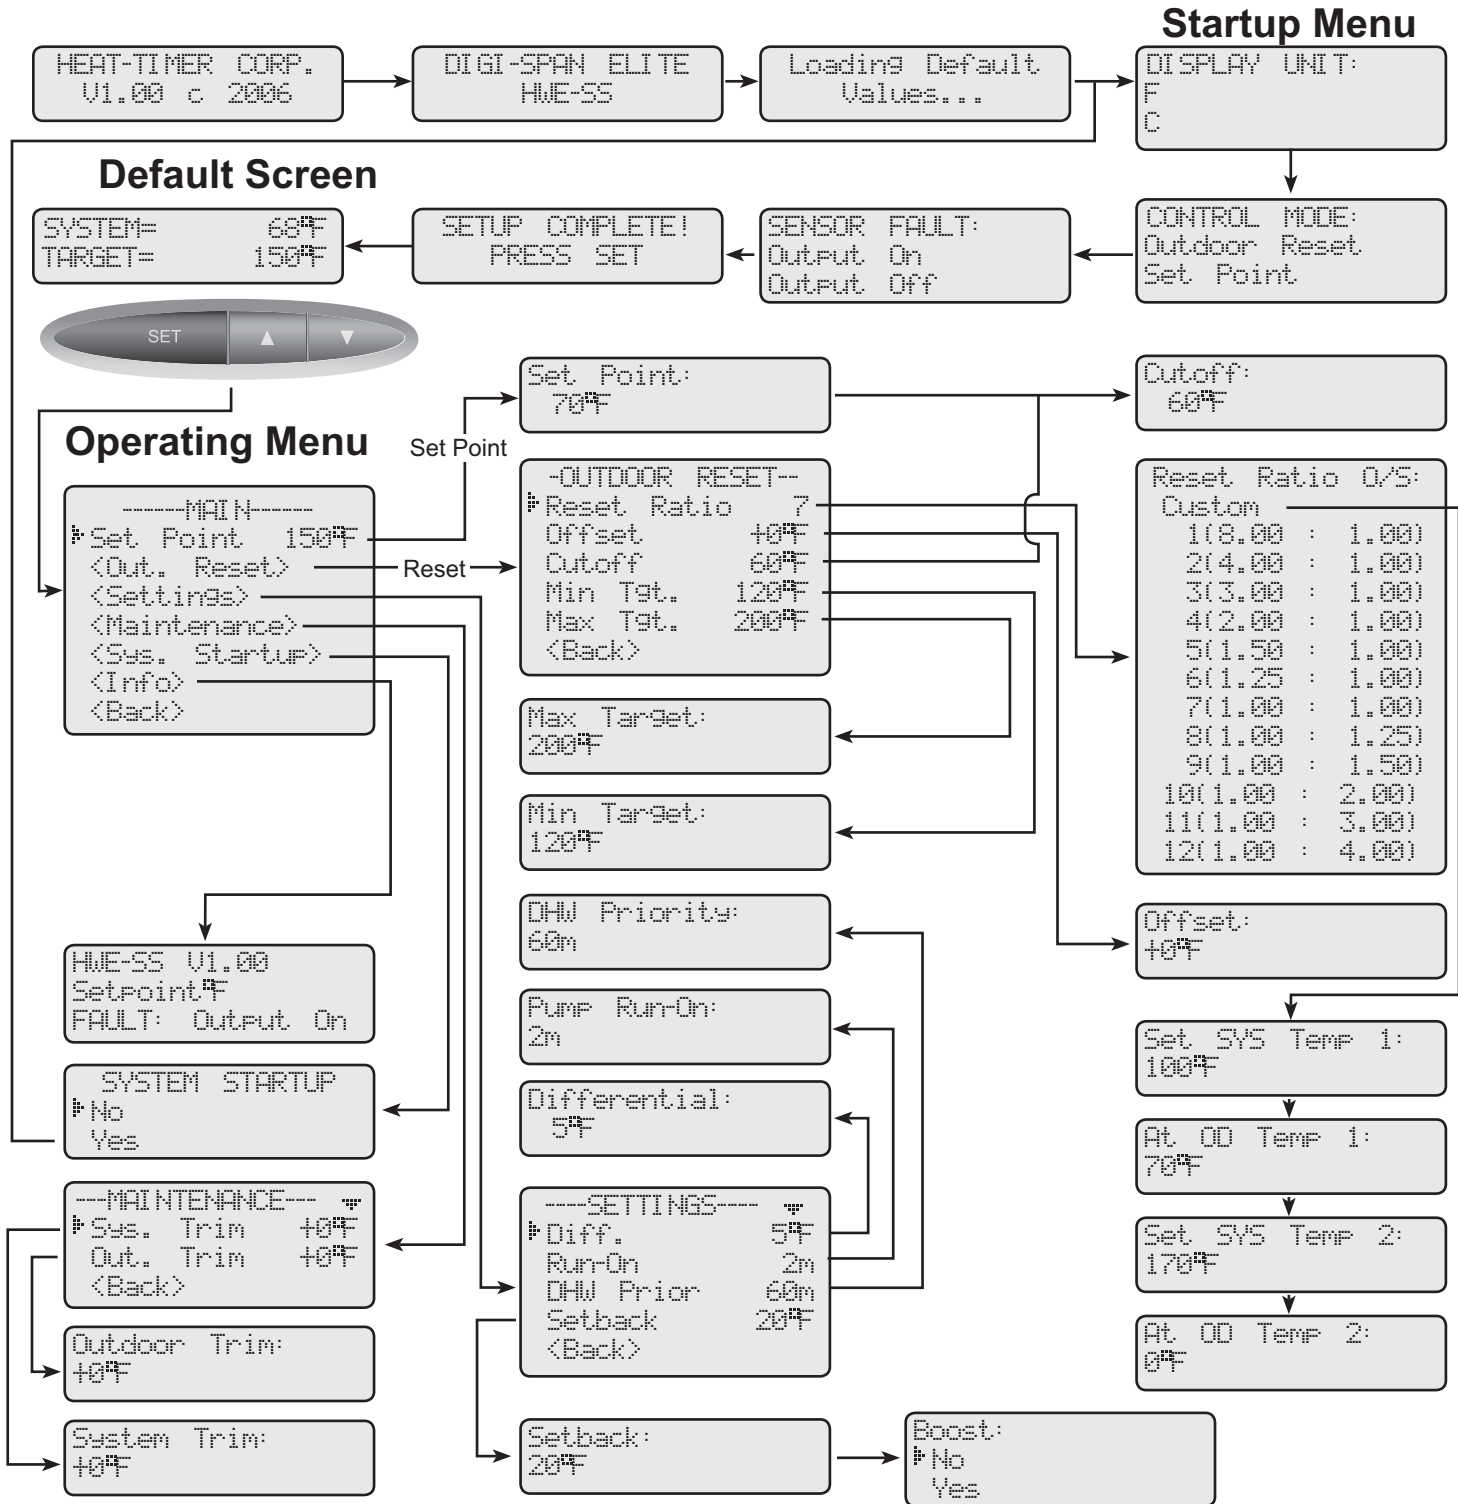 Startup Menu
HEAT-TIMER CORP.
V1.00 c 2006
DIGI-SPAN ELITE
HWE-SS
Loading Default
Values...
DISPLAY UNIT:
F
C
Default Screen
SYSTEM= 68°F
TARGET= 150°F
SETUP COMPLETE!
PRESS SET
SENSOR FAULT:
Output On
Output Off
CONTROL MODE:
Outdoor Reset
Set Point
SET ▲ ▼
Set Point:
70°F
Cutoff:
60°F
Operating Menu
Set Point
Reset
------MAIN------
Set Point 150°F
<Out. Reset>
<Settings>
<Maintenance>
<Sys. Startup>
<Info>
<Back>
-OUTDOOR RESET--
Reset Ratio 7
Offset +0°F
Cutoff 60°F
Min Tgt. 120°F
Max Tgt. 200°F
<Back>
Reset Ratio O/S:
Custom
1(8.00 : 1.00)
2(4.00 : 1.00)
3(3.00 : 1.00)
4(2.00 : 1.00)
5(1.50 : 1.00)
6(1.25 : 1.00)
7(1.00 : 1.00)
8(1.00 : 1.25)
9(1.00 : 1.50)
10(1.00 : 2.00)
11(1.00 : 3.00)
12(1.00 : 4.00)
Max Target:
200°F
Min Target:
120°F
DHW Priority:
60m
Offset:
+0°F
HWE-SS V1.00
Setpoint°F
FAULT: Output On
Pump Run-On:
2m
Set SYS Temp 1:
100°F
SYSTEM STARTUP
No
Yes
Differential:
5°F
At OD Temp 1:
70°F
---MAINTENANCE---
Sys. Trim +0°F
Out. Trim +0°F
<Back>
----SETTINGS----
Diff. 5°F
Run-On 2m
DHW Prior 60m
Setback 20°F
<Back>
Set SYS Temp 2:
170°F
Outdoor Trim:
+0°F
At OD Temp 2:
0°F
System Trim:
+0°F
Setback:
20°F
Boost:
No
Yes